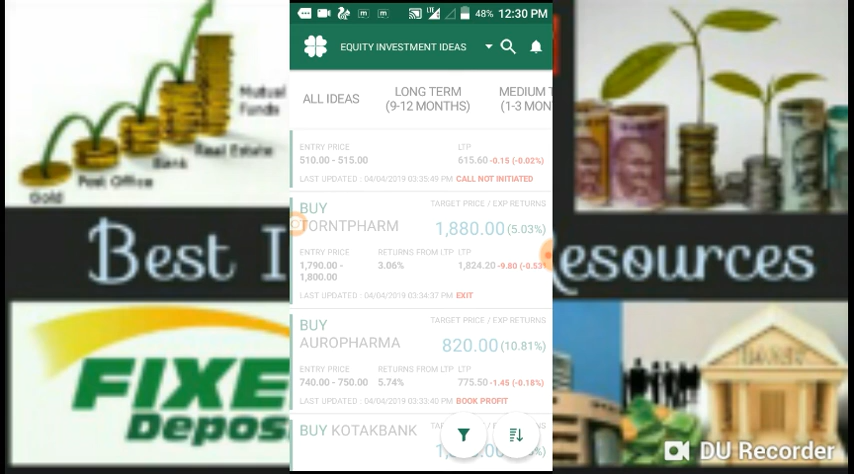 Mutual
Funds
Real Estate
Bank
Post Office
Gold
Best I
FIXE
Depos
48% 12:30 PM
EQUITY INVESTMENT IDEAS
ALL IDEAS
LONG TERM
(9-12 MONTHS)
MEDIUM T
(1-3 MON
ENTRY PRICE LTP
510.00 - 515.00 615.60 -0.15 (-0.02%)
LAST UPDATED : 04/04/2019 03:35:49 PM CALL NOT INITIATED
BUY TARGET PRICE / EXP RETURNS
TORNTPHARM 1,880.00 (5.03%)
ENTRY PRICE RETURNS FROM LTP LTP
1,790.00 - 3.06% 1,824.20 -9.80 (-0.53
1,800.00
LAST UPDATED : 04/04/2019 03:34:37 PM EXIT
BUY TARGET PRICE / EXP RETURNS
AUROPHARMA 820.00 (10.81%)
ENTRY PRICE RETURNS FROM LTP LTP
740.00 - 750.00 5.74% 775.50 -1.45 (-0.18%)
LAST UPDATED : 04/04/2019 03:33:40 PM BOOK PROFIT
BUY KOTAKBANK
esources
BANK
DU Recorder